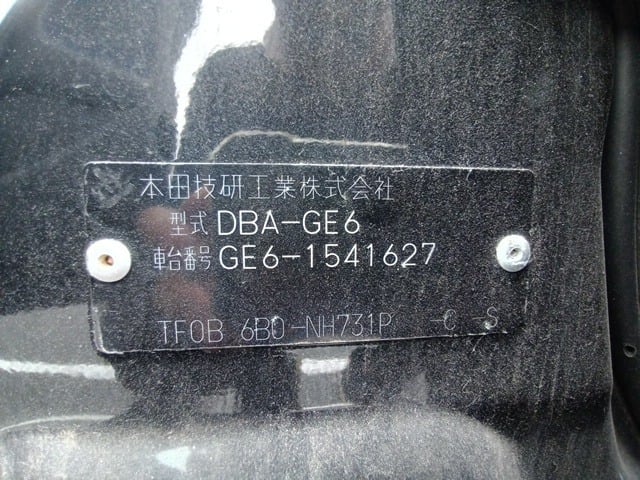 本田技研工業株式会社
型式 DBA-GE6
車台番号 GE6-1541627
TF0B 6B0-NH731P -C -S